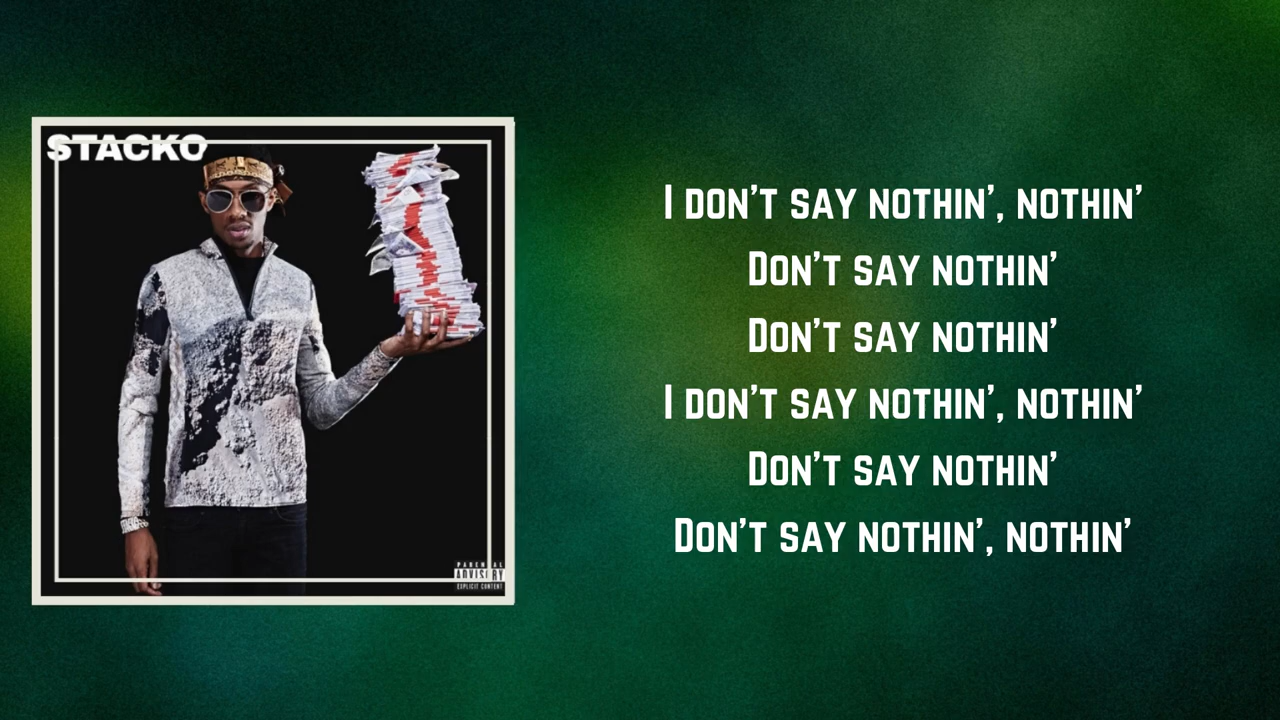 STACKO
PARENTAL
ADVISORY
EXPLICIT CONTENT
I DON'T SAY NOTHIN', NOTHIN'
DON'T SAY NOTHIN'
DON'T SAY NOTHIN'
I DON'T SAY NOTHIN', NOTHIN'
DON'T SAY NOTHIN'
DON'T SAY NOTHIN', NOTHIN'